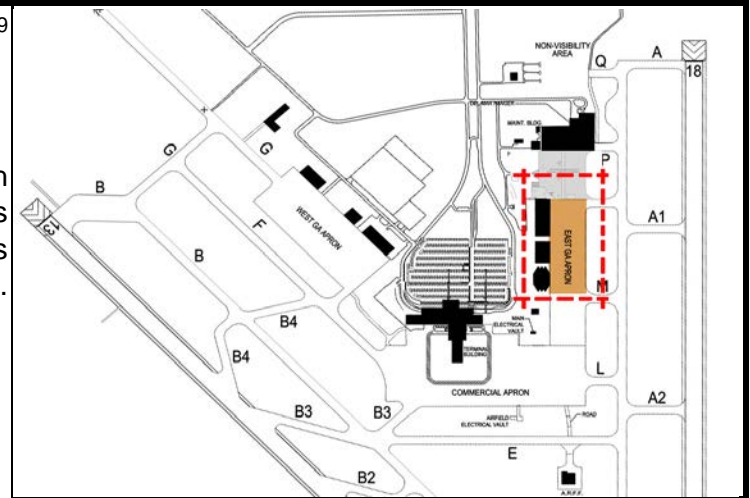 9
n
s
s
.
NON-VISIBILITY
AREA
A
Q
18
MAINT. BLDG
P
G
G
B
13
F
WEST GA APRON
B
EAST GA APRON
A1
M
B4
B4
MAIN
ELECTRICAL
VAULT
TERMINAL
BUILDING
L
COMMERCIAL APRON
A2
B3
B3
AIRFIELD
ELECTRICAL VAULT
ROAD
E
B2
A.R.F.F.